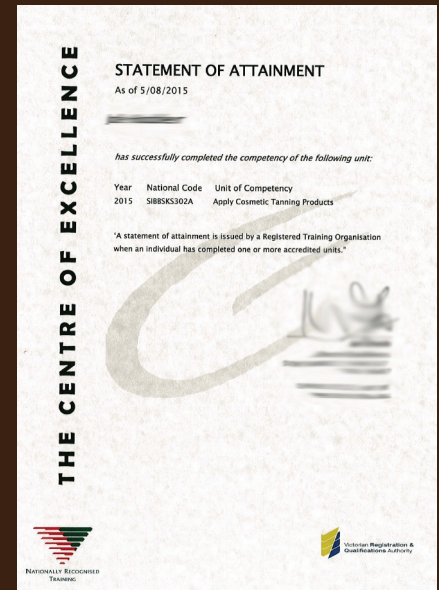 THE CENTRE OF EXCELLENCE
STATEMENT OF ATTAINMENT
As of 5/08/2015
has successfully completed the competency of the following unit:
Year National Code Unit of Competency
2015 SIBBSKS302A Apply Cosmetic Tanning Products
"A statement of attainment is issued by a Registered Training Organisation
when an individual has completed one or more accredited units."
NATIONALLY RECOGNISED
TRAINING
Victorian Registration &
Qualifications Authority